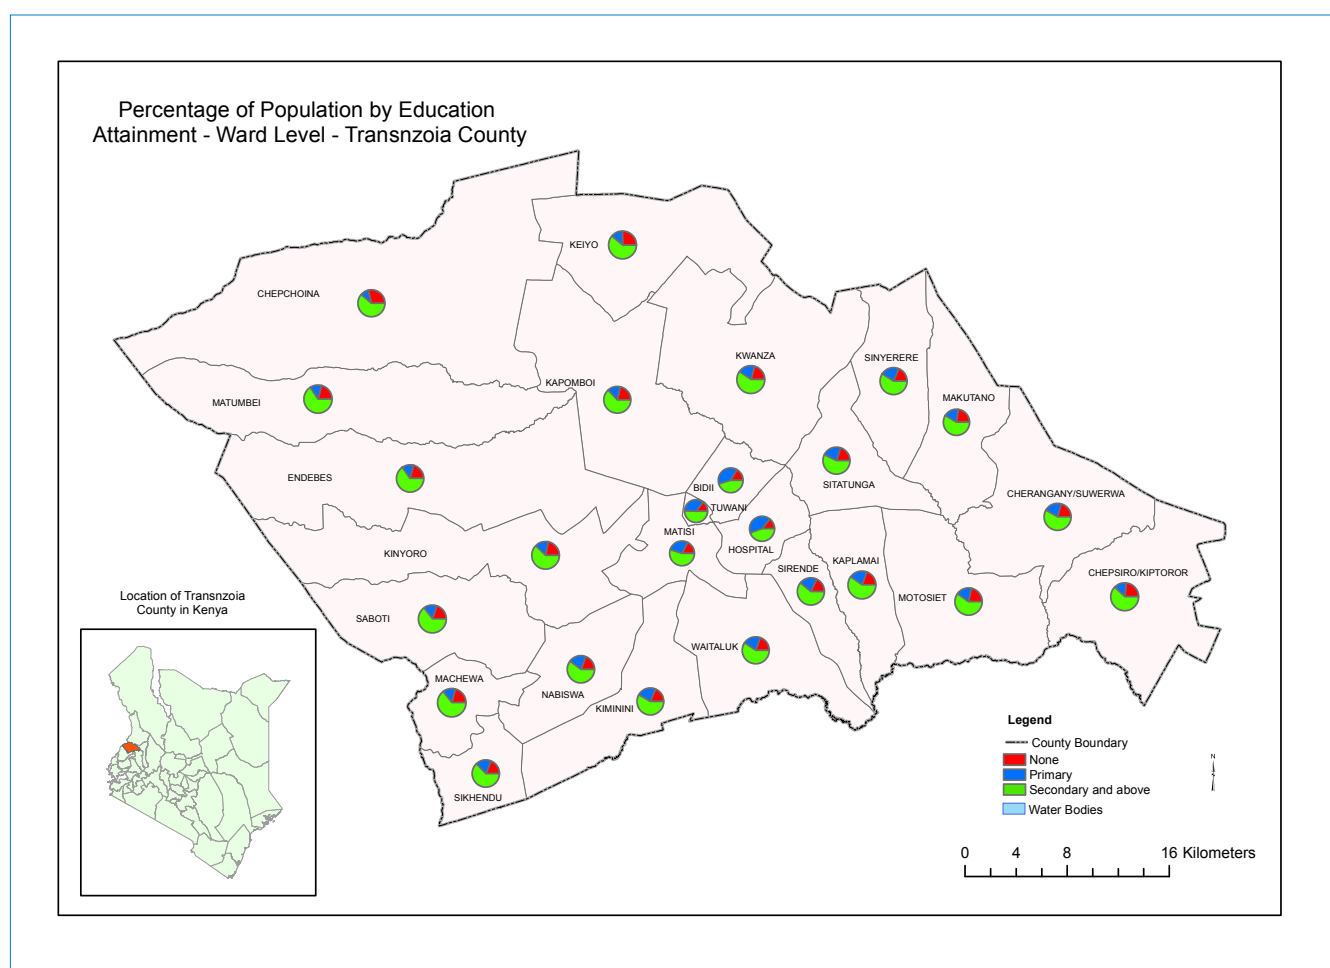 Percentage of Population by Education
Attainment - Ward Level - Transnzoia County
KEIYO
CHEPCHOINA
KWANZA
SINYERERE
KAPOMBOI
MAKUTANO
MATUMBEI
ENDEBES
SITATUNGA
BIDII
CHERANGANY/SUWERWA
TUWANI
MATISI
HOSPITAL
KINYORO
KAPLAMAI
SIRENDE
CHEPSIRO/KIPTOROR
MOTOSIET
SABOTI
WAITALUK
MACHEWA
NABISWA
KIMININI
SIKHENDU
Location of Transnzoia
County in Kenya
Legend
County Boundary
None
Primary
Secondary and above
Water Bodies
N
0 4 8 16 Kilometers